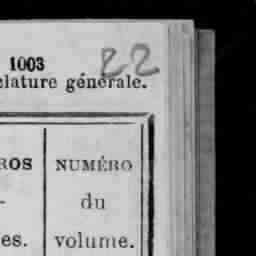 1003
22
clature générale.
ROS NUMÉRO
- du
es. volume.